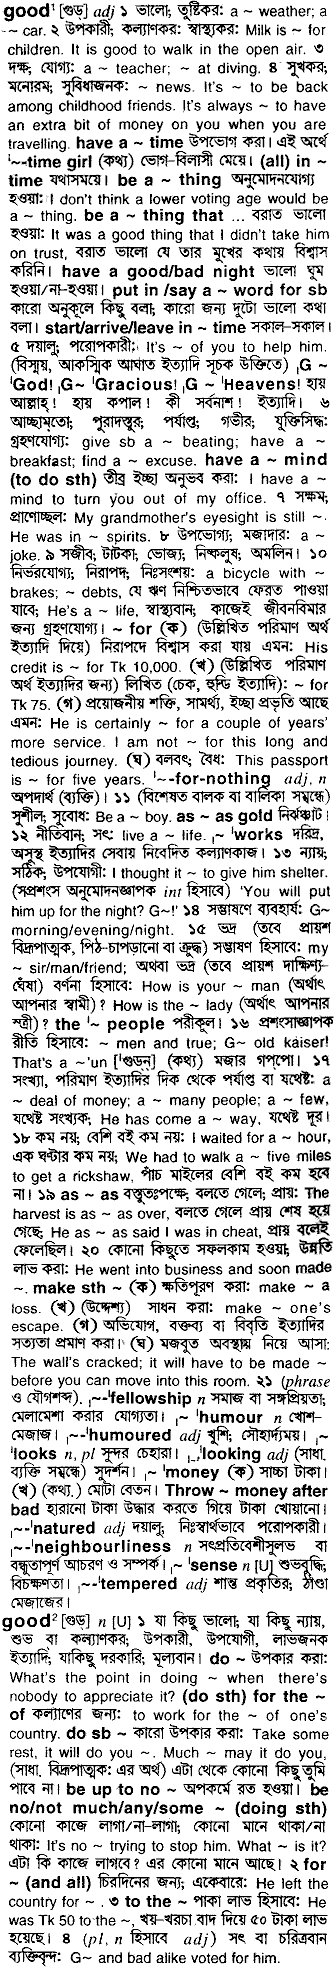 good¹ [গুড্] adj ১ ভালো; তুষ্টিকর: a ~ weather; a
~ car. ২ উপকারী; কল্যাণকর; স্বাস্থ্যকর: Milk is ~ for
children. It is good to walk in the open air. ৩
দক্ষ; যোগ্য: a ~ teacher; ~ at diving. ৪ সুখকর;
মনোরম; সুবিধাজনক: ~ news. It's ~ to be back
among childhood friends. It's always ~ to have
an extra bit of money on you when you are
travelling. have a ~ time উপভোগ করা। এই অর্থে
ˈ~-time girl (কথ্য) ভোগ-বিলাসী মেয়ে। (all) in ~
time যথাসময়ে। be a ~ thing অনুমোদনযোগ্য
হওয়া: I don't think a lower voting age would be
a ~ thing. be a ~ thing that ... বরাত ভালো
হওয়া: It was a good thing that I didn't take him
on trust, বরাত ভালো যে তার মুখের কথায় বিশ্বাস
করিনি। have a good/bad night ভালো ঘুম
হওয়া/না-হওয়া। put in /say a ~ word for sb
কারো অনুকূলে কিছু বলা; কারো জন্য দুটো ভালো কথা
বলা। start/arrive/leave in ~ time সকাল-সকাল।
৫ দয়ালু; পরোপকারী: It's ~ of you to help him.
(বিস্ময়, আকস্মিক আঘাত ইত্যাদি সূচক উক্তিতে) ˌG ~
ˈGod! ˌG~ ˈGracious! ˌG ~ ˈHeavens! হায়
আল্লাহ্! হায় কপাল! কী সর্বনাশ! ইত্যাদি। ৬
আচ্ছামতো; পুরাদস্তুর; পর্যাপ্ত; গভীর; যুক্তিসিদ্ধ:
গ্রহণযোগ্য: give sb a ~ beating; have a ~
breakfast; find a ~ excuse. have a ~ mind
(to do sth) তীব্র ইচ্ছা অনুভব করা: I have a ~
mind to turn you out of my office. ৭ সক্ষম;
প্রাণোচ্ছল: My grandmother's eyesight is still ~.
He was in ~ spirits. ৮ উপভোগ্য; মজাদার: a ~
joke. ৯ সজীব; টাটকা; ভোজ্য; নিষ্কলুষ; অমলিন। ১০
নির্ভরযোগ্য; নিরাপদ; নিঃসংশয়: a bicycle with ~
brakes; ~ debts, যে ঋণ নিশ্চিতভাবে ফেরত পাওয়া
যাবে; He's a ~ life, স্বাস্থ্যবান; কাজেই জীবনবিমার
জন্য গ্রহণযোগ্য। ~ for (ক) (উল্লিখিত পরিমাণ অর্থ
ইত্যাদি দিয়ে) নিরাপদে বিশ্বাস করা যায় এমন: His
credit is ~ for Tk 10,000. (খ) (উল্লিখিত পরিমাণ
অর্থ ইত্যাদির জন্য) লিখিত (চেক, হুন্ডি ইত্যাদি): ~ for
Tk 75. (গ) প্রয়োজনীয় শক্তি, সামর্থ্য, ইচ্ছা প্রভৃতি আছে
এমন: He is certainly ~ for a couple of years'
more service. I am not ~ for this long and
tedious journey. (ঘ) বলবৎ; বৈধ: This passport
is ~ for five years. ˈ~-for-nothing adj, n
অপদার্থ (ব্যক্তি)। ১১ (বিশেষত বালক বা বালিকা সম্বন্ধে)
সুশীল; সুবোধ: Be a ~ boy. as ~ as gold নির্ঝঞ্ঝাট।
১২ নীতিবান; সৎ: live a ~ life. ˌ~ ˈworks দরিদ্র,
অসুস্থ ইত্যাদির সেবায় নিবেদিত কল্যাণকাজ। ১৩ ন্যায়;
সঠিক; উপযোগী: I thought it ~ to give him shelter.
(সপ্রশংস অনুমোদনজ্ঞাপক int হিসাবে) 'You will put
him up for the night? G~!' ১৪ সম্ভাষণে ব্যবহার্য: G~
morning/evening/night. ১৫ ভদ্র (তবে প্রায়শ
বিদ্রূপাত্মক, পিঠ-চাপড়ানো বা ক্রুদ্ধ) সম্ভাষণ হিসাবে: my
~ sir/man/friend; অথবা ভদ্র (তবে প্রায়শ দাক্ষিণ্য-
ঘেঁষা) বর্ণনা হিসাবে: How is your ~ man (অর্থাৎ
আপনার স্বামী)? How is the ~ lady (অর্থাৎ আপনার
স্ত্রী)? the ˈ~ people পরীকূল। ১৬ প্রশংসাজ্ঞাপক
রীতি হিসাবে: ~ men and true; G~ old kaiser!
That's a ~'un [ˈগুডন্] (কথ্য) মজার গপ্পো। ১৭
সংখ্যা, পরিমাণ ইত্যাদির দিক থেকে পর্যাপ্ত বা যথেষ্ট: a
~ deal of money; a ~ many people; a ~ few,
যথেষ্ট সংখ্যক; He has come a ~ way, যথেষ্ট দূর।
১৮ কম নয়; বেশি বই কম নয়: I waited for a ~ hour,
এক ঘণ্টার কম নয়; We had to walk a ~ five miles
to get a rickshaw, পাঁচ মাইলের বেশি বই কম হবে
না। ১৯ as ~ as বস্তুতঃপক্ষে; বলতে গেলে; প্রায়: The
harvest is as ~ as over, বলতে গেলে প্রায় শেষ হয়ে
গেছে; He as ~ as said I was in cheat, প্রায় বলেই
ফেলেছিল। ২০ কোনো কিছুতে সফলকাম হওয়া; উন্নতি
লাভ করা: He went into business and soon made
~. make sth ~ (ক) ক্ষতিপূরণ করা: make ~ a
loss. (খ) (উদ্দেশ্য) সাধন করা: make ~ one's
escape. (গ) অভিযোগ, বক্তব্য বা বিবৃতি ইত্যাদির
সত্যতা প্রমাণ করা। (ঘ) মজবুত অবস্থায় নিয়ে আসা:
The wall's cracked; it will have to be made ~
before you can move into this room. ২১ (phrase
ও যৌগশব্দ). ˌ~-ˈfellowship n সমাজ বা সঙ্গপ্রিয়তা;
মেলামেশা করার যোগ্যতা। ˌ~ ˈhumour n খোশ-
মেজাজ। ˌ~-ˈhumoured adj খুশি; সৌহার্দ্যময়। ˌ~
ˈlooks n, pl সুন্দর চেহারা। ˌ~ˈlooking adj (সাধা.
ব্যক্তি সম্বন্ধে) সুদর্শন। ˌ~ ˈmoney (ক) সাচ্চা টাকা।
(খ) (কথ্য.) মোটা বেতন। Throw ~ money after
bad হারানো টাকা উদ্ধার করতে গিয়ে টাকা খোয়ানো।
ˌ~-ˈnatured adj দয়ালু; নিঃস্বার্থভাবে পরোপকারী।
ˌ~-ˈneighbourliness n সৎপ্রতিবেশীসুলভ বা
বন্ধুত্বপূর্ণ আচরণ ও সম্পর্ক। ˌ~ ˈsense n [U] শুভবুদ্ধি;
বিচক্ষণতা। ˌ~-ˈtempered adj শান্ত প্রকৃতির; ঠাণ্ডা
মেজাজের।
good² [গুড্] n [U] ১ যা কিছু ভালো; যা কিছু ন্যায়,
শুভ বা কল্যাণকর; উপকারী, উপযোগী, লাভজনক
ইত্যাদি; যাকিছু দরকারি; মূল্যবান। do ~ উপকার করা:
What's the point in doing ~ when there's
nobody to appreciate it? (do sth) for the ~
of কল্যাণের জন্য: to work for the ~ of one's
country. do sb ~ কারো উপকার করা: Take some
rest, it will do you ~. Much ~ may it do you,
(সাধা, বিদ্রূপাত্মক: এর অর্থ) এটা থেকে কোনো কিছু তুমি
পাবে না। be up to no ~ অপকর্মে রত হওয়া। be
no/not much/any/some ~ (doing sth)
কোনো কাজে লাগা/না-লাগা; কোনো মানে থাকা/না
থাকা: It's no ~ trying to stop him. What ~ is it?
এটা কি কাজে লাগবে? এর কোনো মানে আছে। ২ for
~ (and all) চিরদিনের জন্য; একেবারে: He left the
country for ~ . ৩ to the ~ পাকা লাভ হিসাবে: He
was Tk 50 to the ~, খয়-খরচা বাদ দিয়ে ৫০ টাকা লাভ
হয়েছে। ৪ (pl, n হিসাবে adj) সৎ বা চরিত্রবান
ব্যক্তিবৃন্দ: G~ and bad alike voted for him.